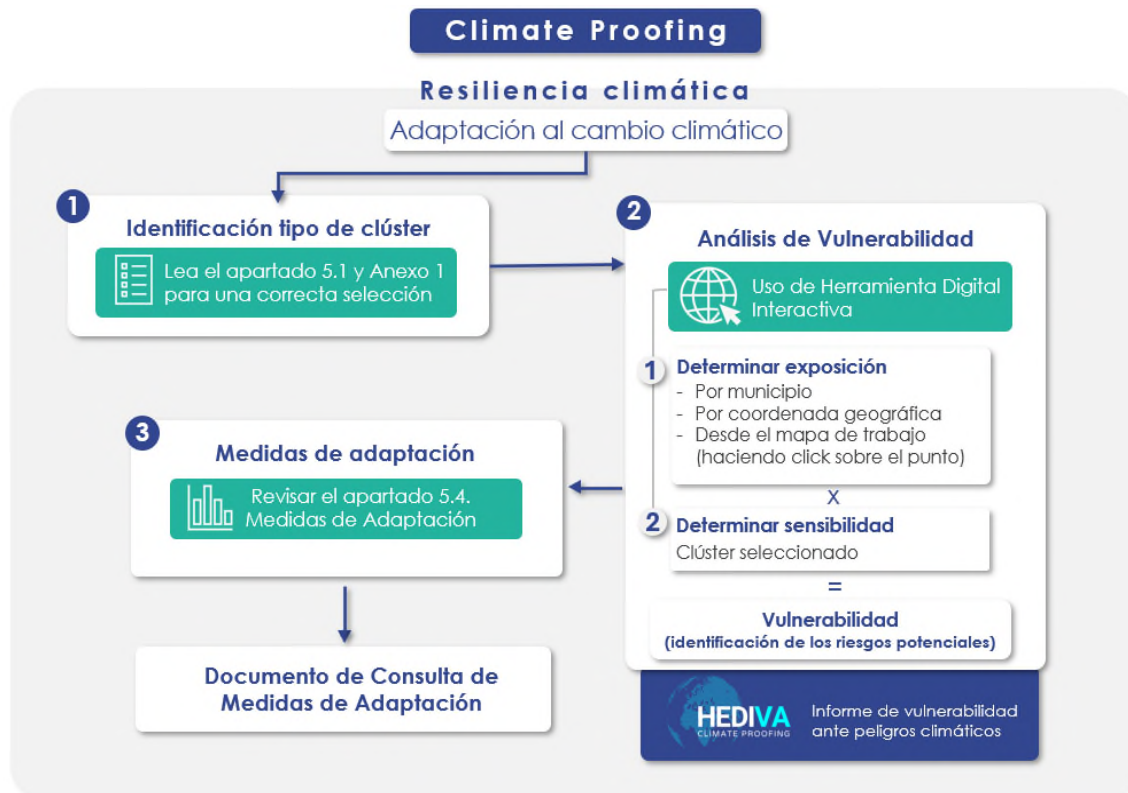 Climate Proofing
Resiliencia climática
Adaptación al cambio climático
1
Identificación tipo de clúster
Lea el apartado 5.1 y Anexo 1
para una correcta selección
2
Análisis de Vulnerabilidad
Uso de Herramienta Digital
Interactiva
1
Determinar exposición
- Por municipio
- Por coordenada geográfica
- Desde el mapa de trabajo
(haciendo click sobre el punto)
x
2
Determinar sensibilidad
Clúster seleccionado
=
Vulnerabilidad
(identificación de los riesgos potenciales)
HEDIVA
CLIMATE PROOFING
Informe de vulnerabilidad
ante peligros climáticos
3
Medidas de adaptación
Revisar el apartado 5.4.
Medidas de Adaptación
Documento de Consulta de
Medidas de Adaptación